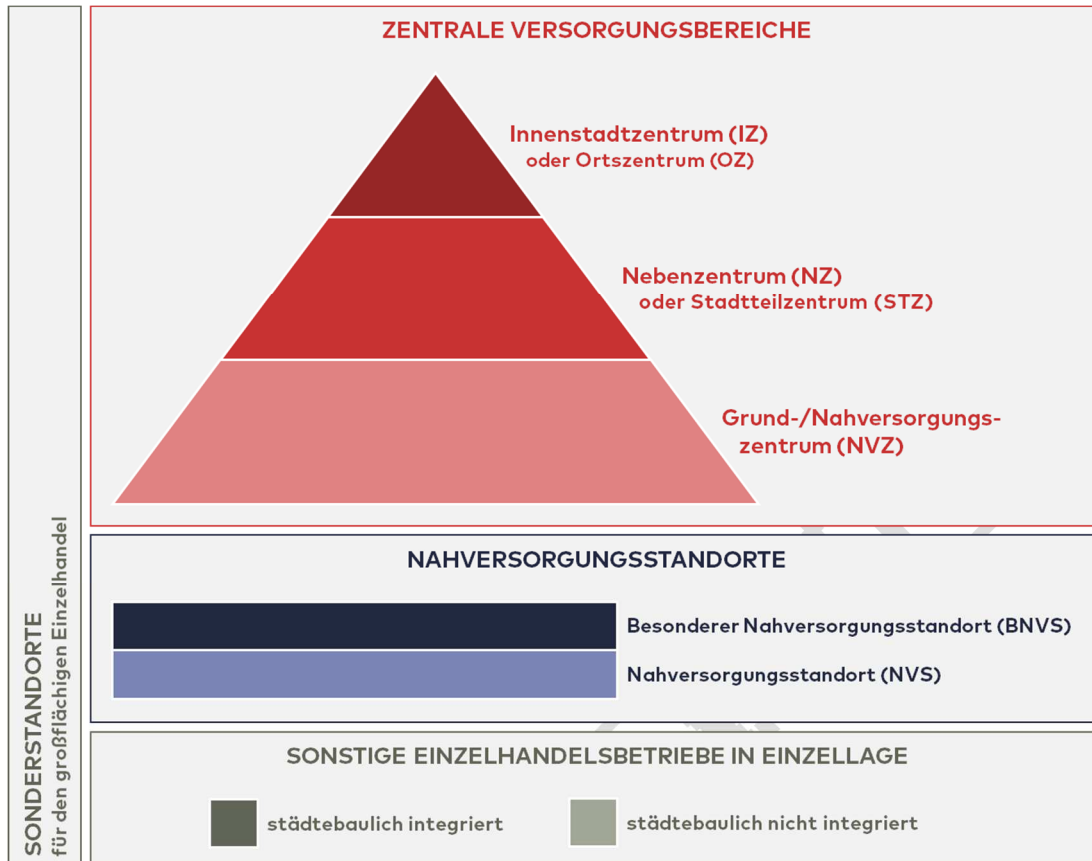 ZENTRALE VERSORGUNGSBEREICHE
Innenstadtzentrum (IZ)
oder Ortszentrum (OZ)
Nebenzentrum (NZ)
oder Stadtteilzentrum (STZ)
Grund-/Nahversorgungs-
zentrum (NVZ)
NAHVERSORGUNGSSTANDORTE
Besonderer Nahversorgungsstandort (BNVS)
Nahversorgungsstandort (NVS)
SONSTIGE EINZELHANDELSBETRIEBE IN EINZELLAGE
städtebaulich integriert
städtebaulich nicht integriert
SONDERSTANDORTE
für den großflächigen Einzelhandel